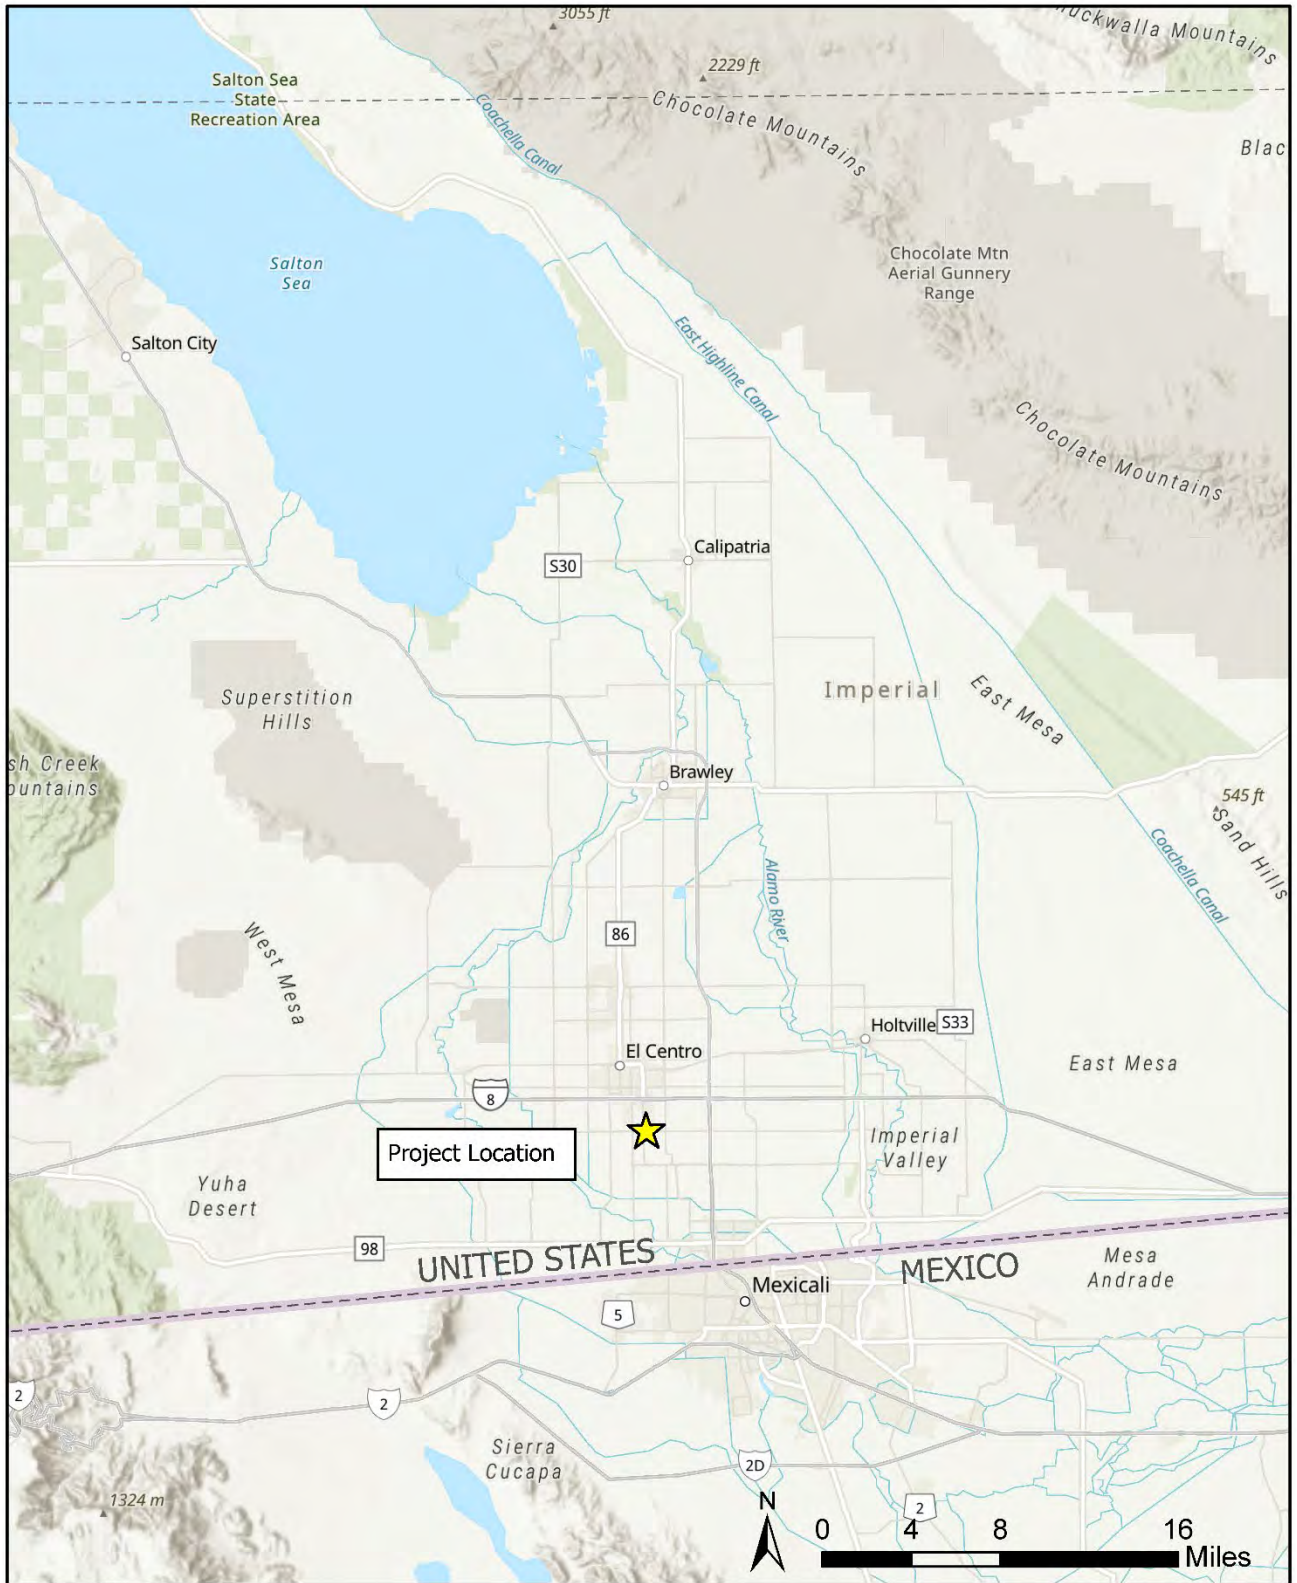 3055 ft
uckwalla Mountains
2229 ft
Salton Sea
State
Recreation Area
Chocolate Mountains
Coachella Canal
Blac
Chocolate Mtn
Aerial Gunnery
Range
Salton
Sea
Salton City
East Highline Canal
Chocolate Mountains
Calipatria
S30
Imperial
East Mesa
Superstition
Hills
sh Creek
ountains
Brawley
545 ft
Sand Hills
Coachella Canal
Alamo River
86
West Mesa
Holtville
S33
El Centro
East Mesa
8
Project Location
Imperial
Valley
Yuha
Desert
98
UNITED STATES
MEXICO
Mesa
Andrade
Mexicali
5
2
2
Sierra
Cucapa
2D
1324 m
2
N
0 4 8 16
Miles